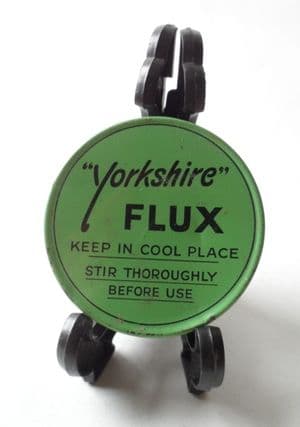 "Yorkshire"
FLUX
KEEP IN COOL PLACE
STIR THOROUGHLY
BEFORE USE